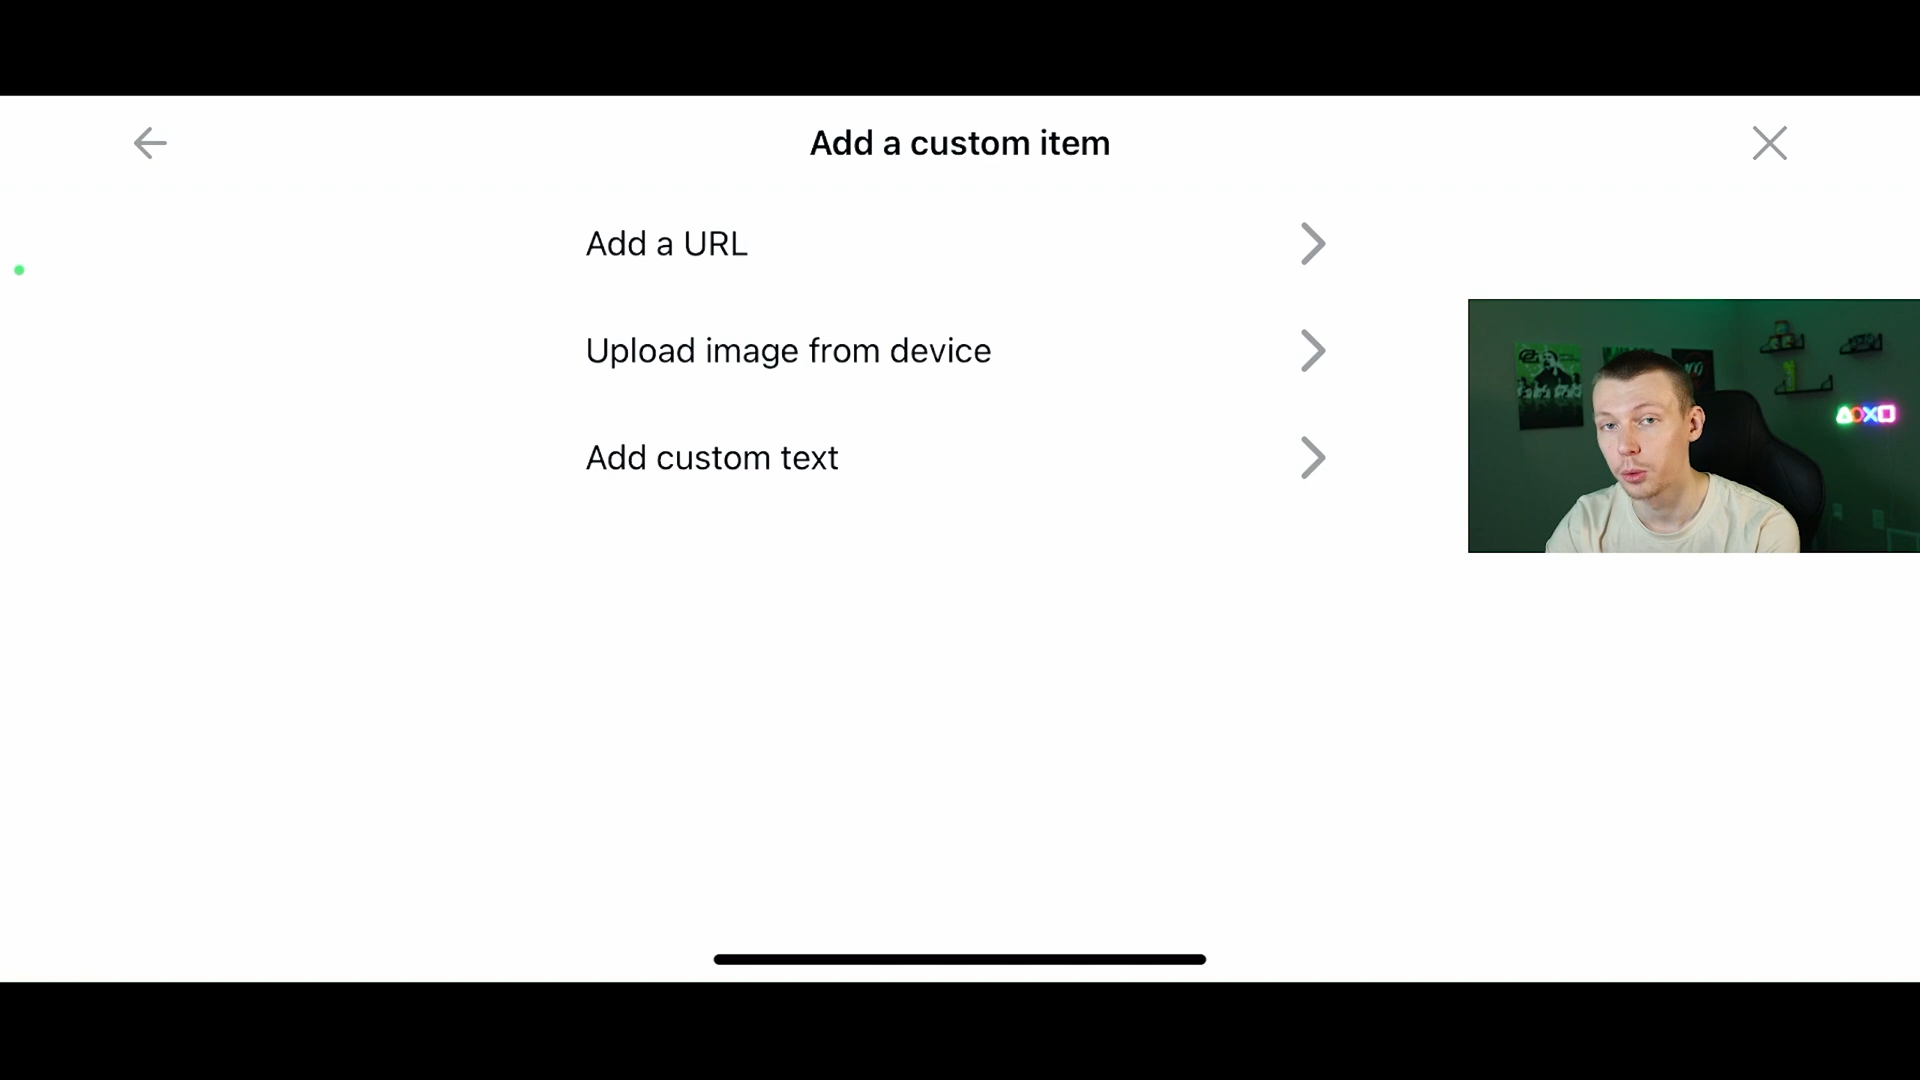 Add a custom item
Add a URL
Upload image from device
Add custom text